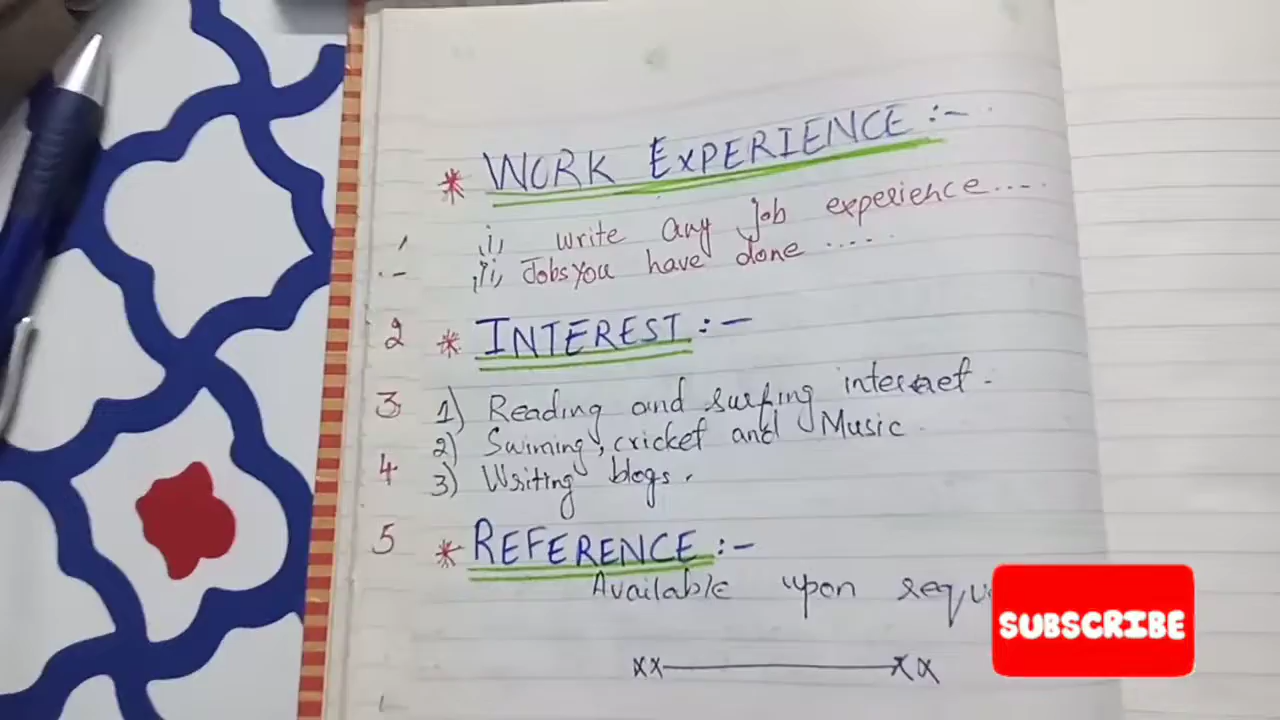 * WORK EXPERIENCE :-
i, write any job experience....
ii, Jobs you have done .....
2 * INTEREST :-
3 1) Reading and surfing internet.
2) Swiming, cricket and Music.
4 3) Writing blogs.
5 * REFERENCE :-
Available upon
SUBSCRIBE
xx xx